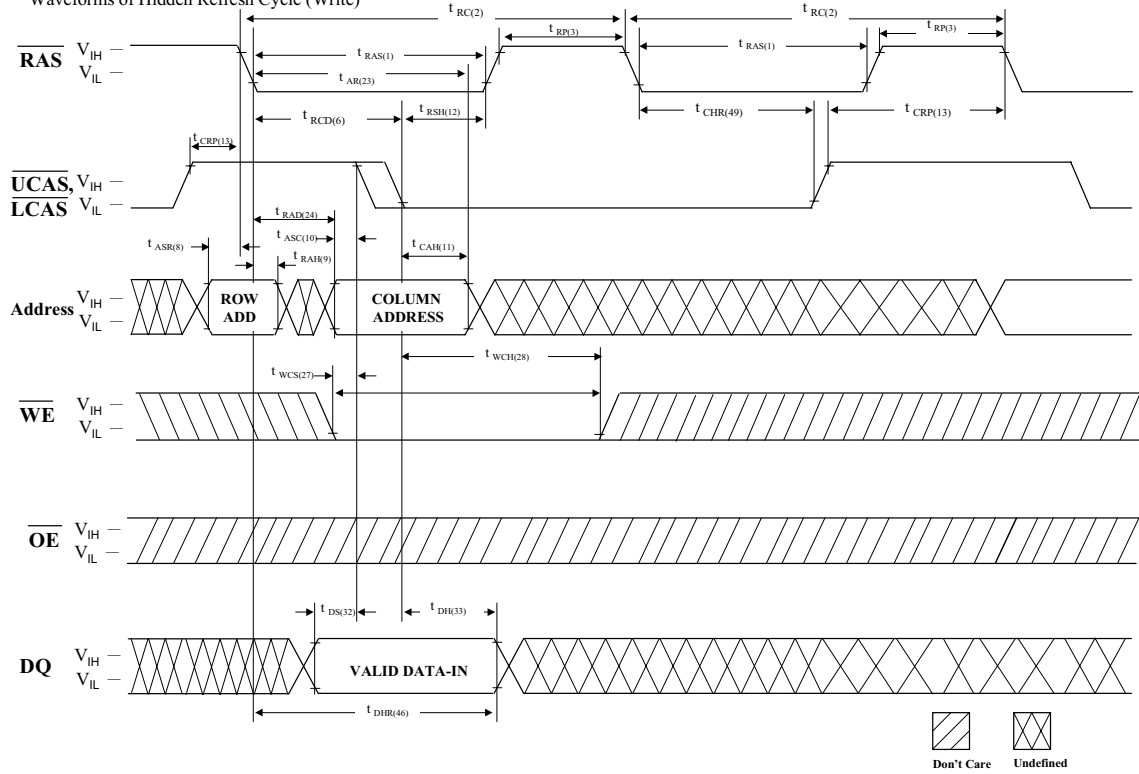 Waveforms of Hidden Refresh Cycle (Write)
t RC(2) t RC(2)
t RP(3) t RP(3)
RAS V IH —
V IL —
t RAS(1) t RAS(1)
t AR(23)
t RCD(6) t RSH(12) t CHR(49) t CRP(13)
t CRP(13)
UCAS, V IH —
LCAS V IL —
t RAD(24)
t ASR(8) t ASC(10) t CAH(11)
t RAH(9)
Address V IH —
V IL —
ROW ADD
COLUMN ADDRESS
t WCH(28)
t WCS(27)
WE V IH —
V IL —
OE V IH —
V IL —
t DS(32) t DH(33)
DQ V IH —
V IL —
VALID DATA-IN
t DHR(46)
Don't Care Undefined